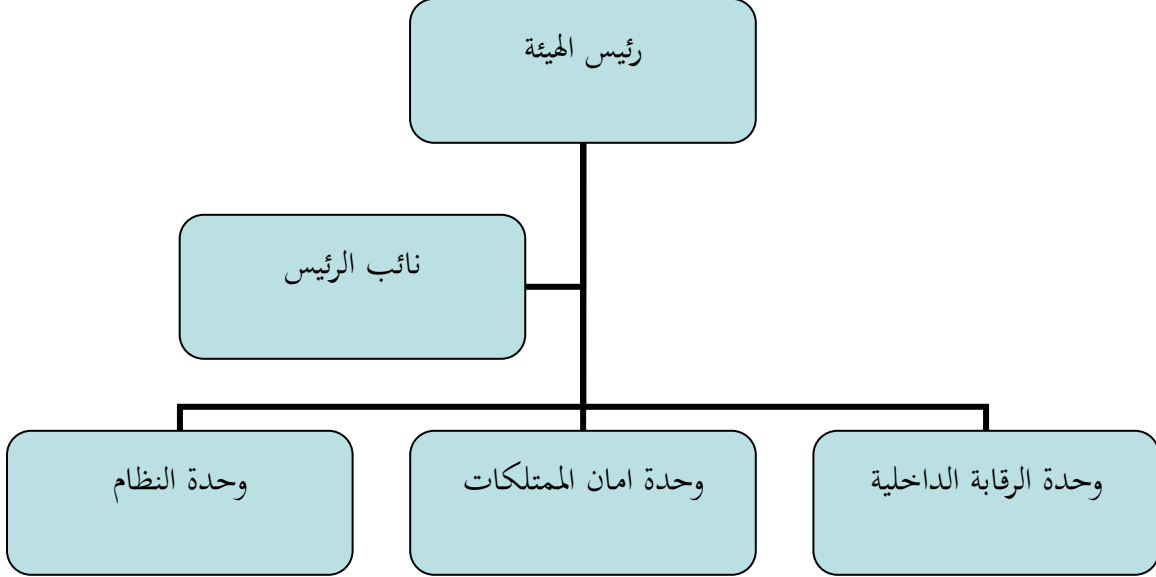 رئيس الهيئة
نائب الرئيس
وحدة الرقابة الداخلية
وحدة امان الممتلكات
وحدة النظام